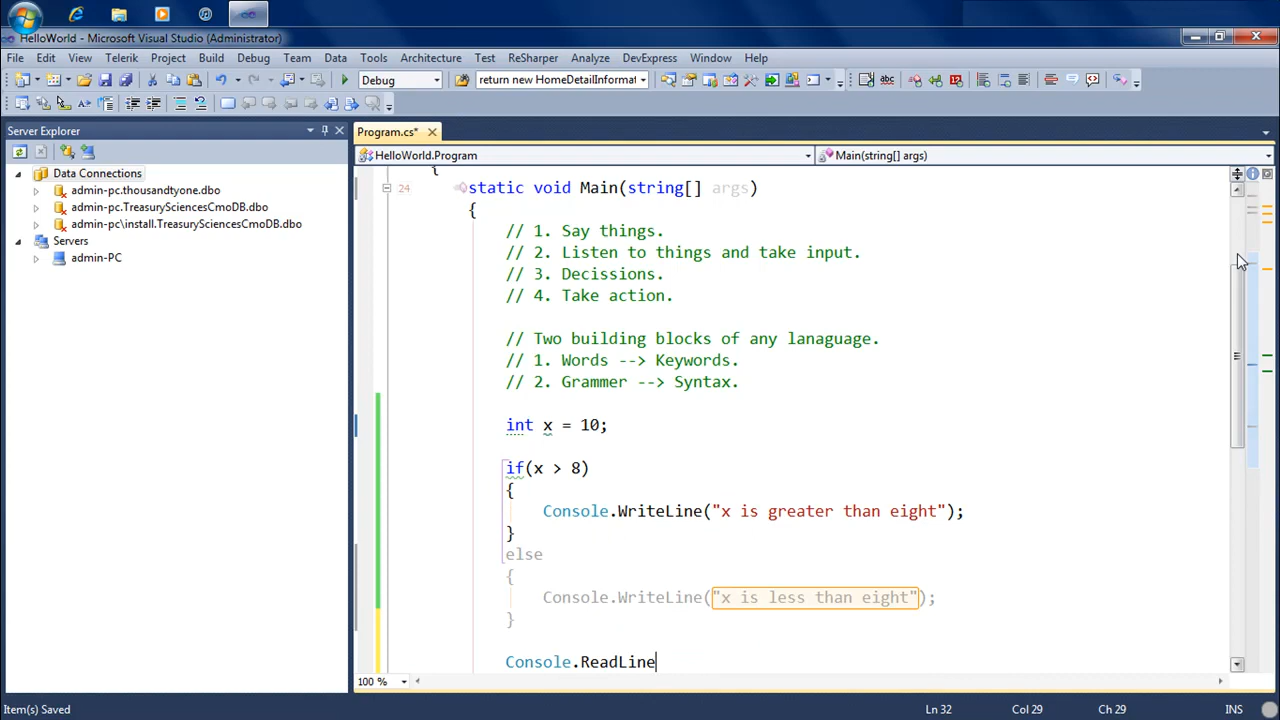 HelloWorld - Microsoft Visual Studio (Administrator)
File Edit View Telerik Project Build Debug Team Data Tools Architecture Test ReSharper Analyze DevExpress Window Help
Debug return new HomeDetailInformat
Server Explorer
Program.cs*
HelloWorld.Program Main(string[] args)
Data Connections
admin-pc.thousandtyone.dbo
admin-pc.TreasurySciencesCmoDB.dbo
admin-pc\install.TreasurySciencesCmoDB.dbo
Servers
admin-PC
{
24 static void Main(string[] args)
{
// 1. Say things.
// 2. Listen to things and take input.
// 3. Decissions.
// 4. Take action.
// Two building blocks of any lanaguage.
// 1. Words --> Keywords.
// 2. Grammer --> Syntax.
int x = 10;
if(x > 8)
{
Console.WriteLine("x is greater than eight");
}
else
{
Console.WriteLine("x is less than eight");
}
Console.ReadLine
100 %
Item(s) Saved Ln 32 Col 29 Ch 29 INS